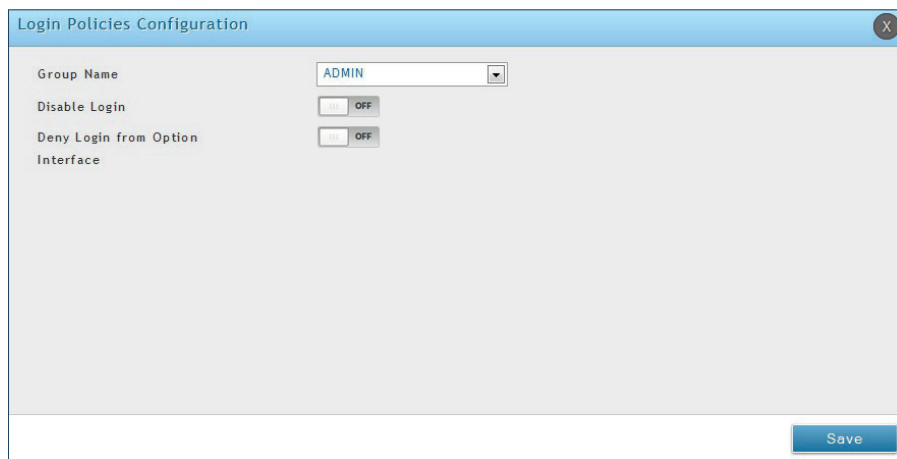 Login Policies Configuration
X
Group Name
ADMIN
Disable Login
OFF
Deny Login from Option
Interface
OFF
Save